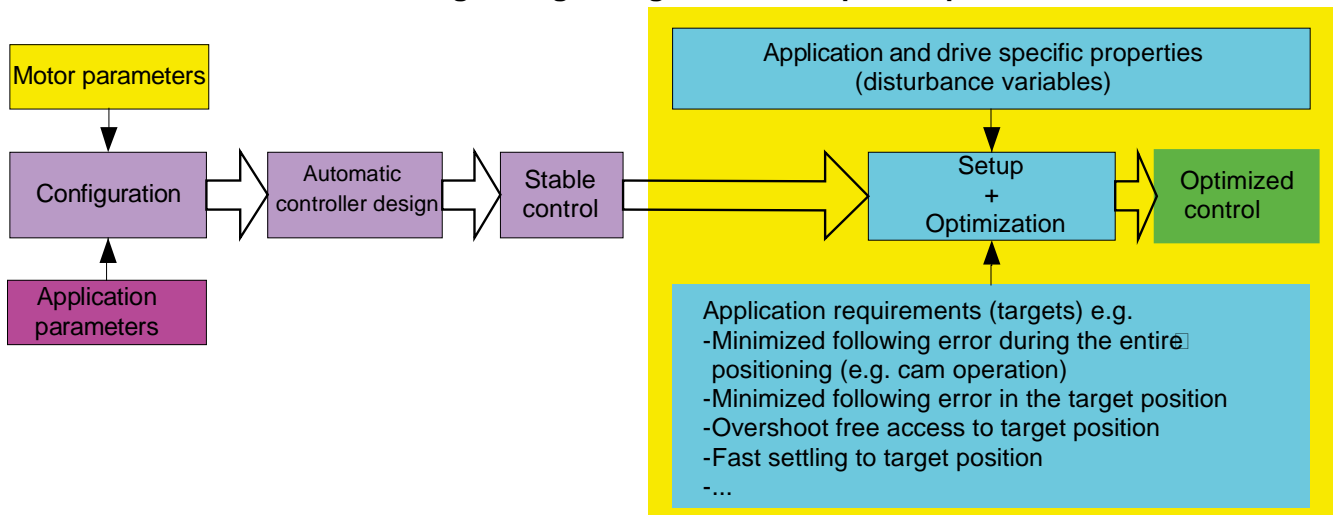 Motor parameters
Configuration
Application
parameters
Automatic
controller design
Stable
control
Application and drive specific properties
(disturbance variables)
Setup
+
Optimization
Optimized
control
Application requirements (targets) e.g.
-Minimized following error during the entire
positioning (e.g. cam operation)
-Minimized following error in the target position
-Overshoot free access to target position
-Fast settling to target position
-...